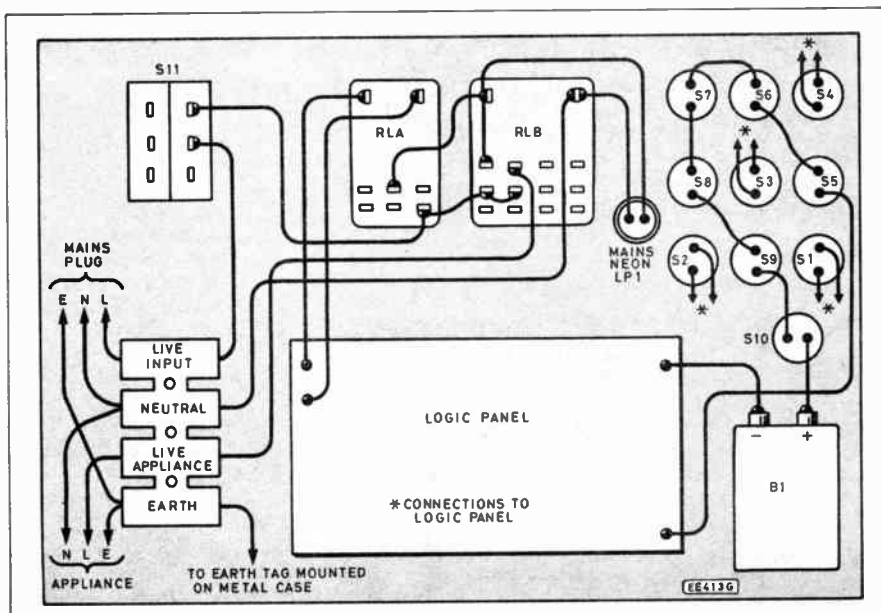 S11
RLA
RLB
S7
S6
S4
*
*
S8
S3
S5
MAINS
PLUG
E N L
MAINS
NEON
LP1
S2
S9
S1
*
*
S10
LIVE
INPUT
NEUTRAL
LIVE
APPLIANCE
EARTH
LOGIC PANEL
*CONNECTIONS TO
LOGIC PANEL
- +
B1
N L E
APPLIANCE
TO EARTH TAG MOUNTED
ON METAL CASE
EE413G